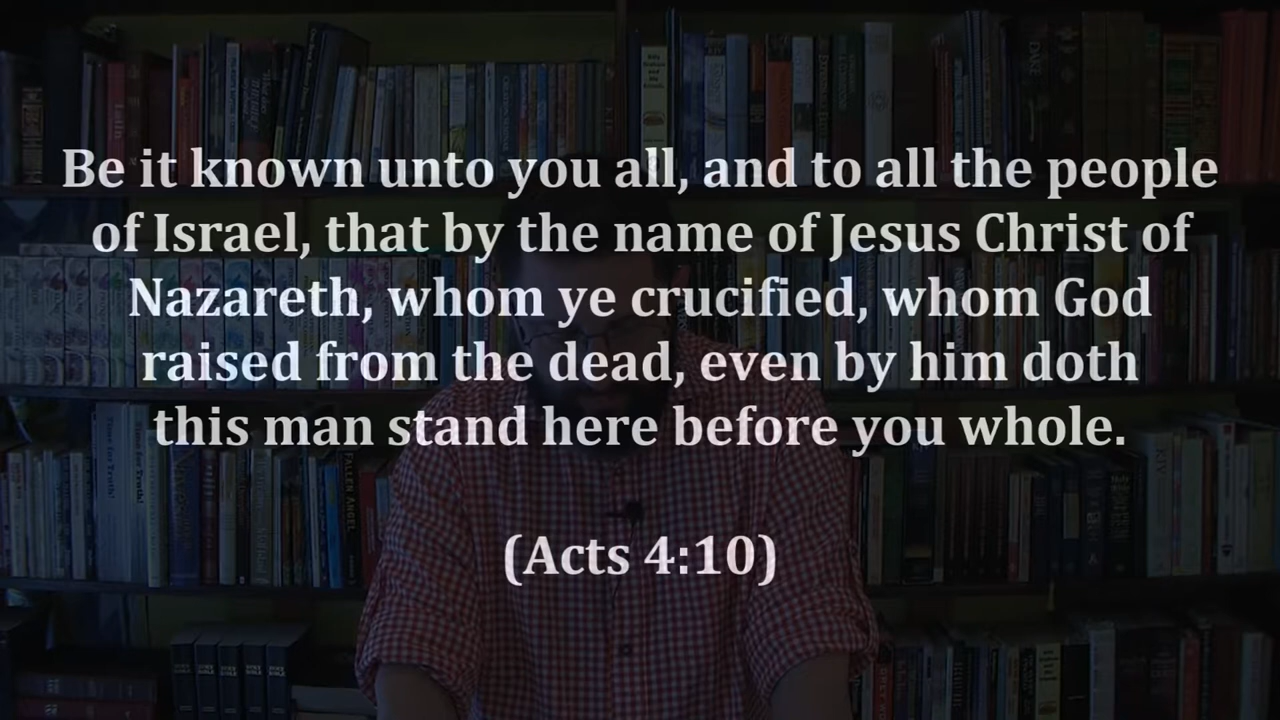 Be it known unto you all, and to all the people
of Israel, that by the name of Jesus Christ of
Nazareth, whom ye crucified, whom God
raised from the dead, even by him doth
this man stand here before you whole.
(Acts 4:10)
FALLEN ANGEL